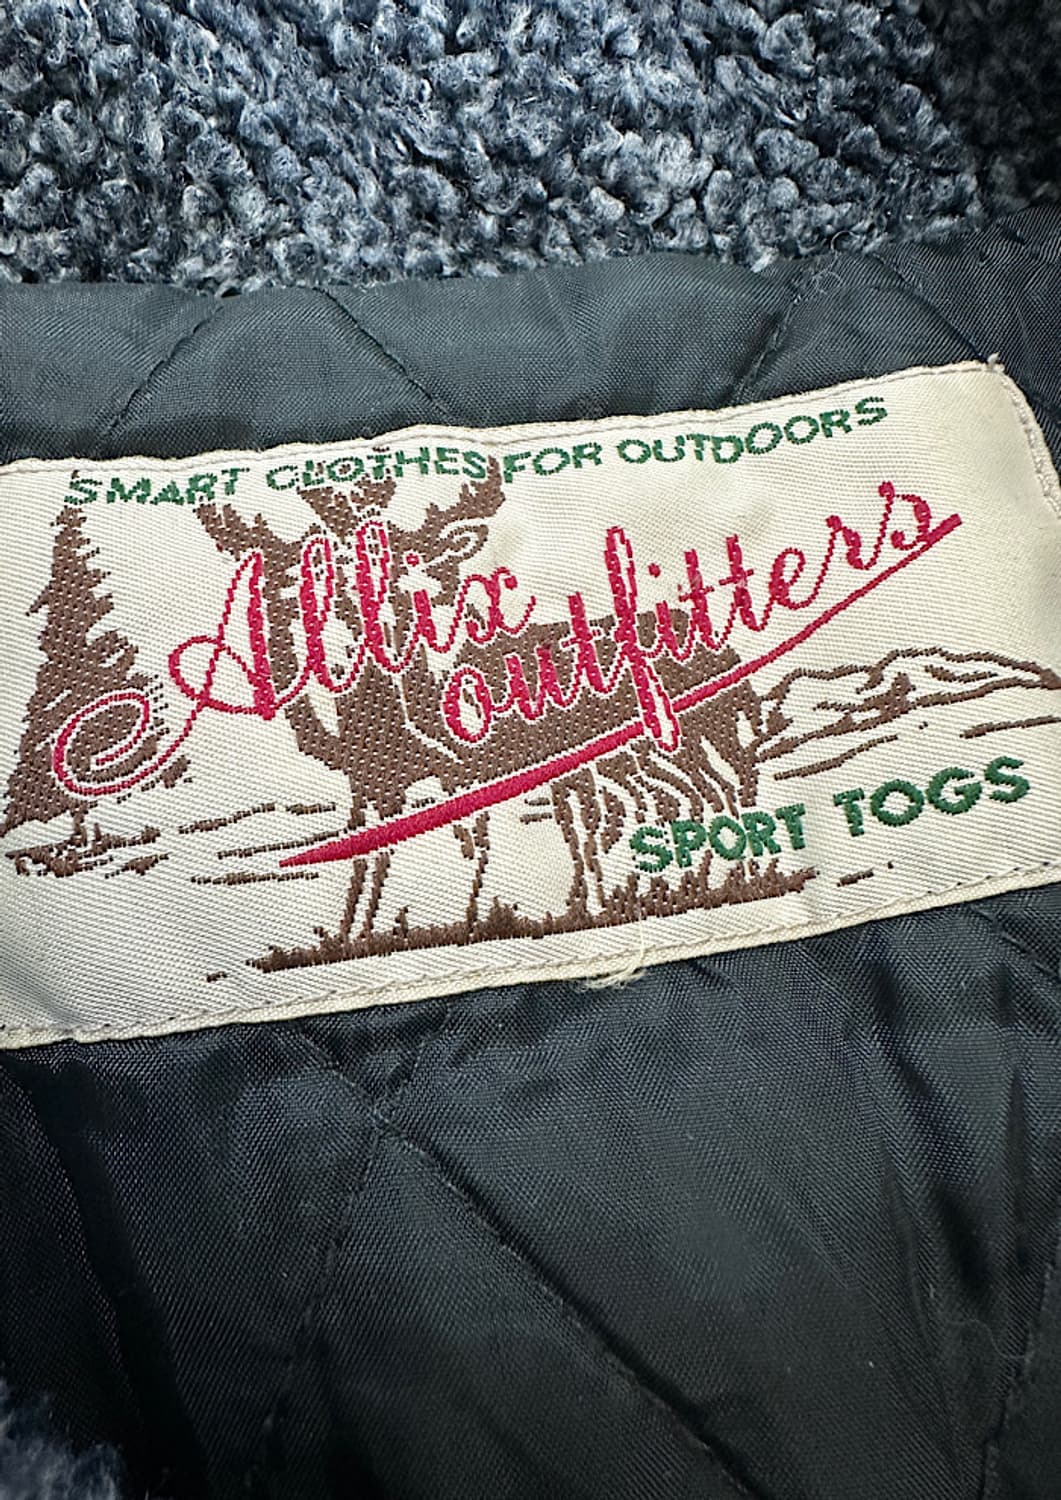 SMART CLOTHES FOR OUTDOORS
Allix
outfitter's
SPORT TOGS